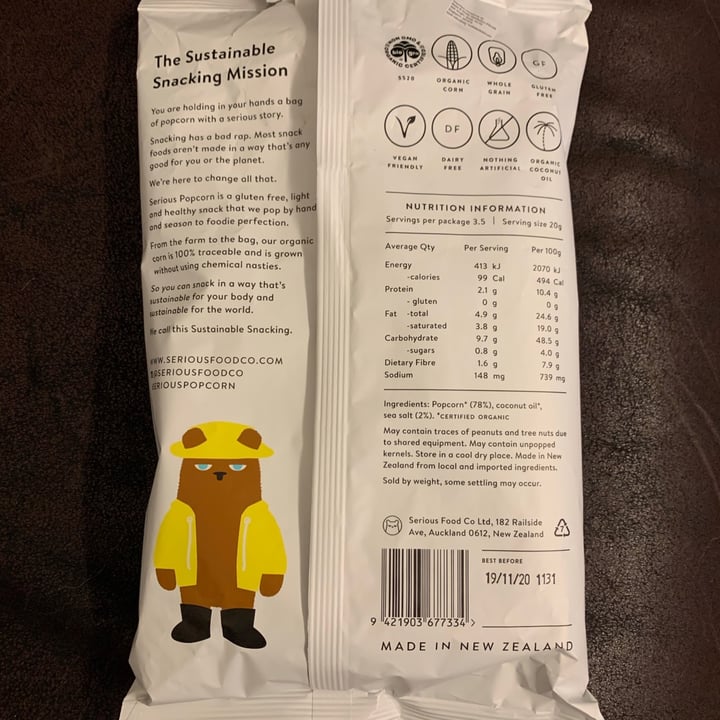 The Sustainable
Snacking Mission
You are holding in your hands a bag
of popcorn with a serious story.
Snacking has a bad rap. Most snack
foods aren't made in a way that's any
good for you or the planet.
We're here to change all that.
Serious Popcorn is a gluten free, light
and healthy snack that we pop by hand
and season to foodie perfection.
From the farm to the bag, our organic
corn is 100% traceable and is grown
without using chemical nasties.
So you can snack in a way that's
sustainable for your body and
sustainable for the world.
We call this Sustainable Snacking.
WWW.SERIOUSFOODCO.COM
@SERIOUSFOODCO
SERIOUSPOPCORN
5520
ORGANIC
CORN
WHOLE
GRAIN
GF
GLUTEN
FREE
V
VEGAN
FRIENDLY
DF
DAIRY
FREE
NOTHING
ARTIFICIAL
ORGANIC
COCONUT
OIL
NUTRITION INFORMATION
Servings per package 3.5 | Serving size 20g
Average Qty Per Serving Per 100g
Energy 413 kJ 2070 kJ
-calories 99 Cal 494 Cal
Protein 2.1 g 10.4 g
- gluten 0 g 0 g
Fat -total 4.9 g 24.6 g
-saturated 3.8 g 19.0 g
Carbohydrate 9.7 g 48.5 g
-sugars 0.8 g 4.0 g
Dietary Fibre 1.6 g 7.9 g
Sodium 148 mg 739 mg
Ingredients: Popcorn* (78%), coconut oil*,
sea salt (2%). *CERTIFIED ORGANIC
May contain traces of peanuts and tree nuts due
to shared equipment. May contain unpopped
kernels. Store in a cool dry place. Made in New
Zealand from local and imported ingredients.
Sold by weight, some settling may occur.
Serious Food Co Ltd, 182 Railside
Ave, Auckland 0612, New Zealand
7
BEST BEFORE
19/11/20 1131
9 421903 677334 >
MADE IN NEW ZEALAND